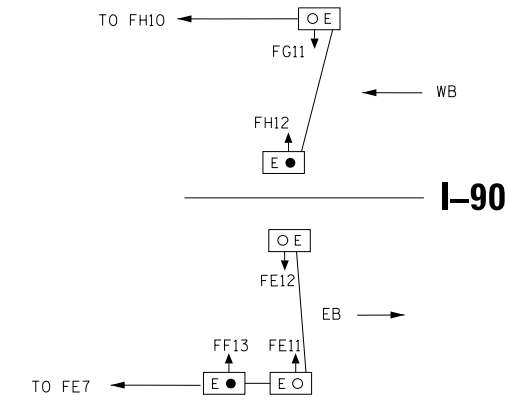 TO FH10
O E
FG11
WB
FH12
E ●
I–90
O E
FE12
EB
FF13
FE11
TO FE7
E ●
E O